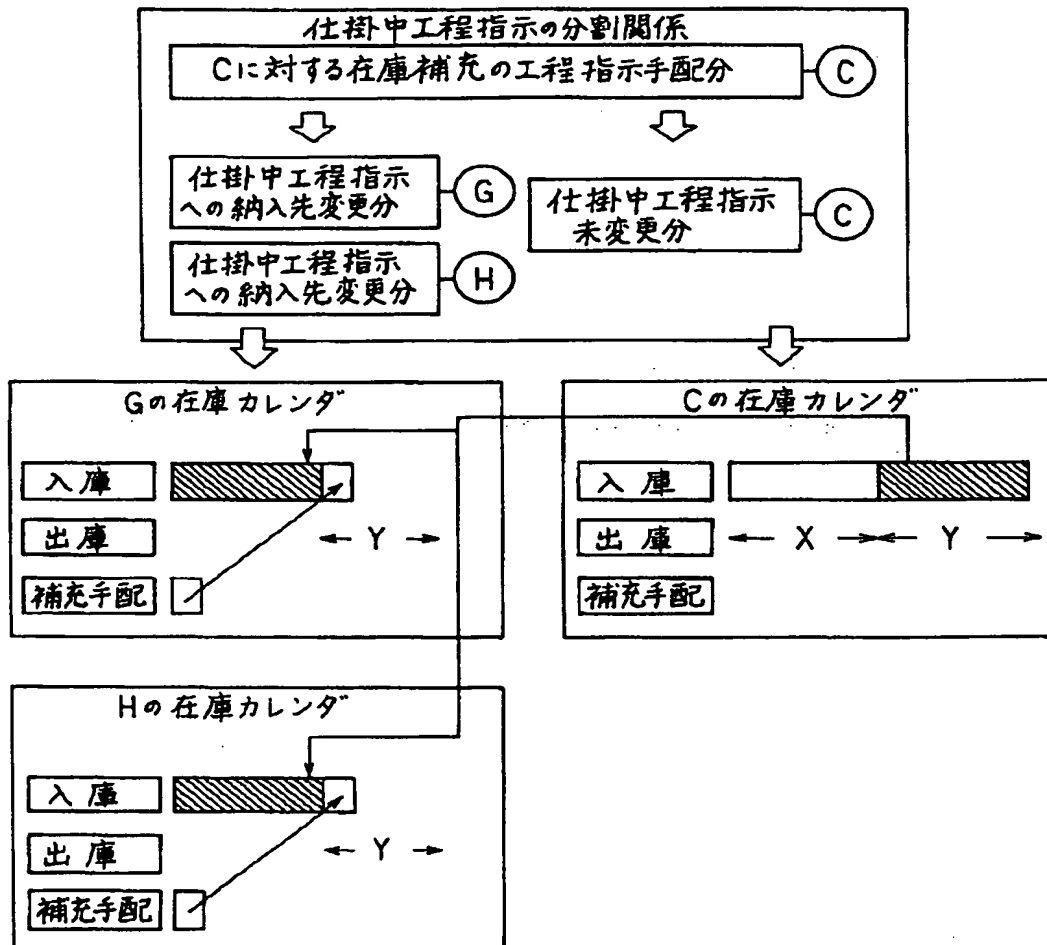 仕掛中工程指示の分割関係
Cに対する在庫補充の工程指示手配分
C
仕掛中工程指示
への納入先変更分
G
仕掛中工程指示
未変更分
C
仕掛中工程指示
への納入先変更分
H
Gの在庫カレンダ
入庫
出庫
Y
補充手配
Cの在庫カレンダ
入庫
出庫
X
Y
補充手配
Hの在庫カレンダ
入庫
出庫
Y
補充手配